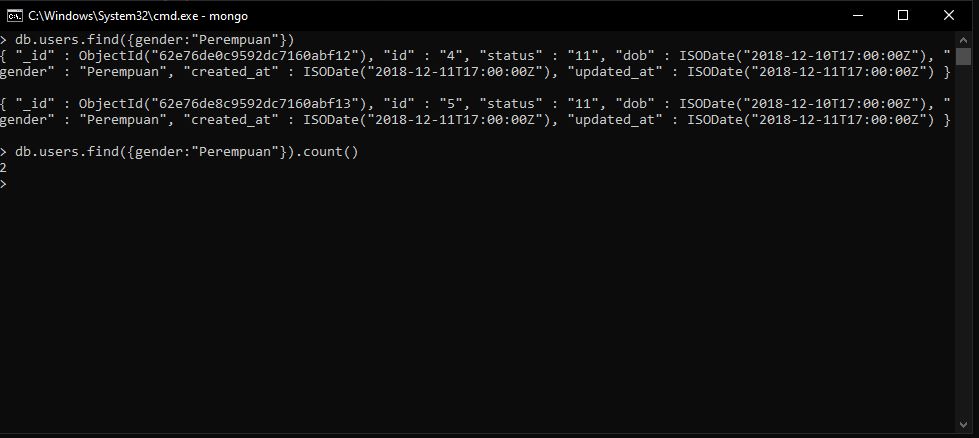 C:\Windows\System32\cmd.exe - mongo
> db.users.find({gender:"Perempuan"})
{ "_id" : ObjectId("62e76de0c9592dc7160abf12"), "id" : "4", "status" : "11", "dob" : ISODate("2018-12-10T17:00:00Z"), "
gender" : "Perempuan", "created_at" : ISODate("2018-12-11T17:00:00Z"), "updated_at" : ISODate("2018-12-11T17:00:00Z") }
{ "_id" : ObjectId("62e76de8c9592dc7160abf13"), "id" : "5", "status" : "11", "dob" : ISODate("2018-12-10T17:00:00Z"), "
gender" : "Perempuan", "created_at" : ISODate("2018-12-11T17:00:00Z"), "updated_at" : ISODate("2018-12-11T17:00:00Z") }
> db.users.find({gender:"Perempuan"}).count()
2
>